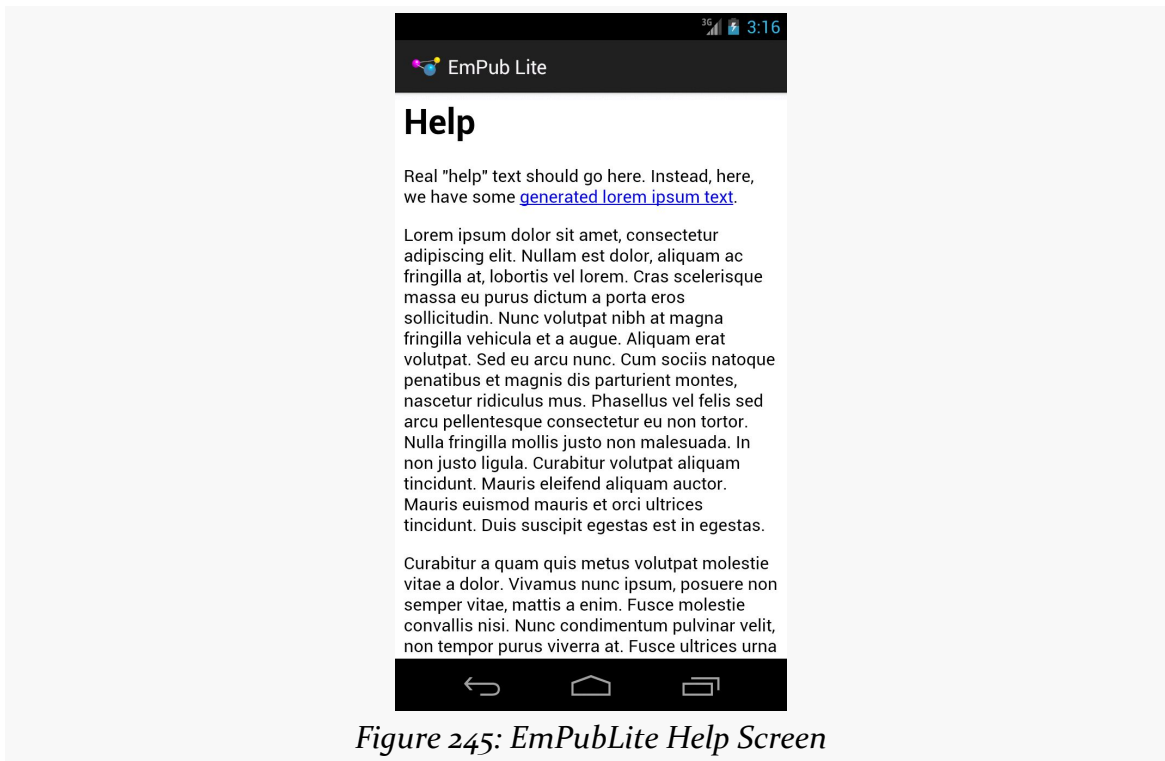 3G 3:16
EmPub Lite
Help
Real "help" text should go here. Instead, here,
we have some generated lorem ipsum text.
Lorem ipsum dolor sit amet, consectetur
adipiscing elit. Nullam est dolor, aliquam ac
fringilla at, lobortis vel lorem. Cras scelerisque
massa eu purus dictum a porta eros
sollicitudin. Nunc volutpat nibh at magna
fringilla vehicula et a augue. Aliquam erat
volutpat. Sed eu arcu nunc. Cum sociis natoque
penatibus et magnis dis parturient montes,
nascetur ridiculus mus. Phasellus vel felis sed
arcu pellentesque consectetur eu non tortor.
Nulla fringilla mollis justo non malesuada. In
non justo ligula. Curabitur volutpat aliquam
tincidunt. Mauris eleifend aliquam auctor.
Mauris euismod mauris et orci ultrices
tincidunt. Duis suscipit egestas est in egestas.
Curabitur a quam quis metus volutpat molestie
vitae a dolor. Vivamus nunc ipsum, posuere non
semper vitae, mattis a enim. Fusce molestie
convallis nisi. Nunc condimentum pulvinar velit,
non tempor purus viverra at. Fusce ultrices urna
Figure 245: EmPubLite Help Screen